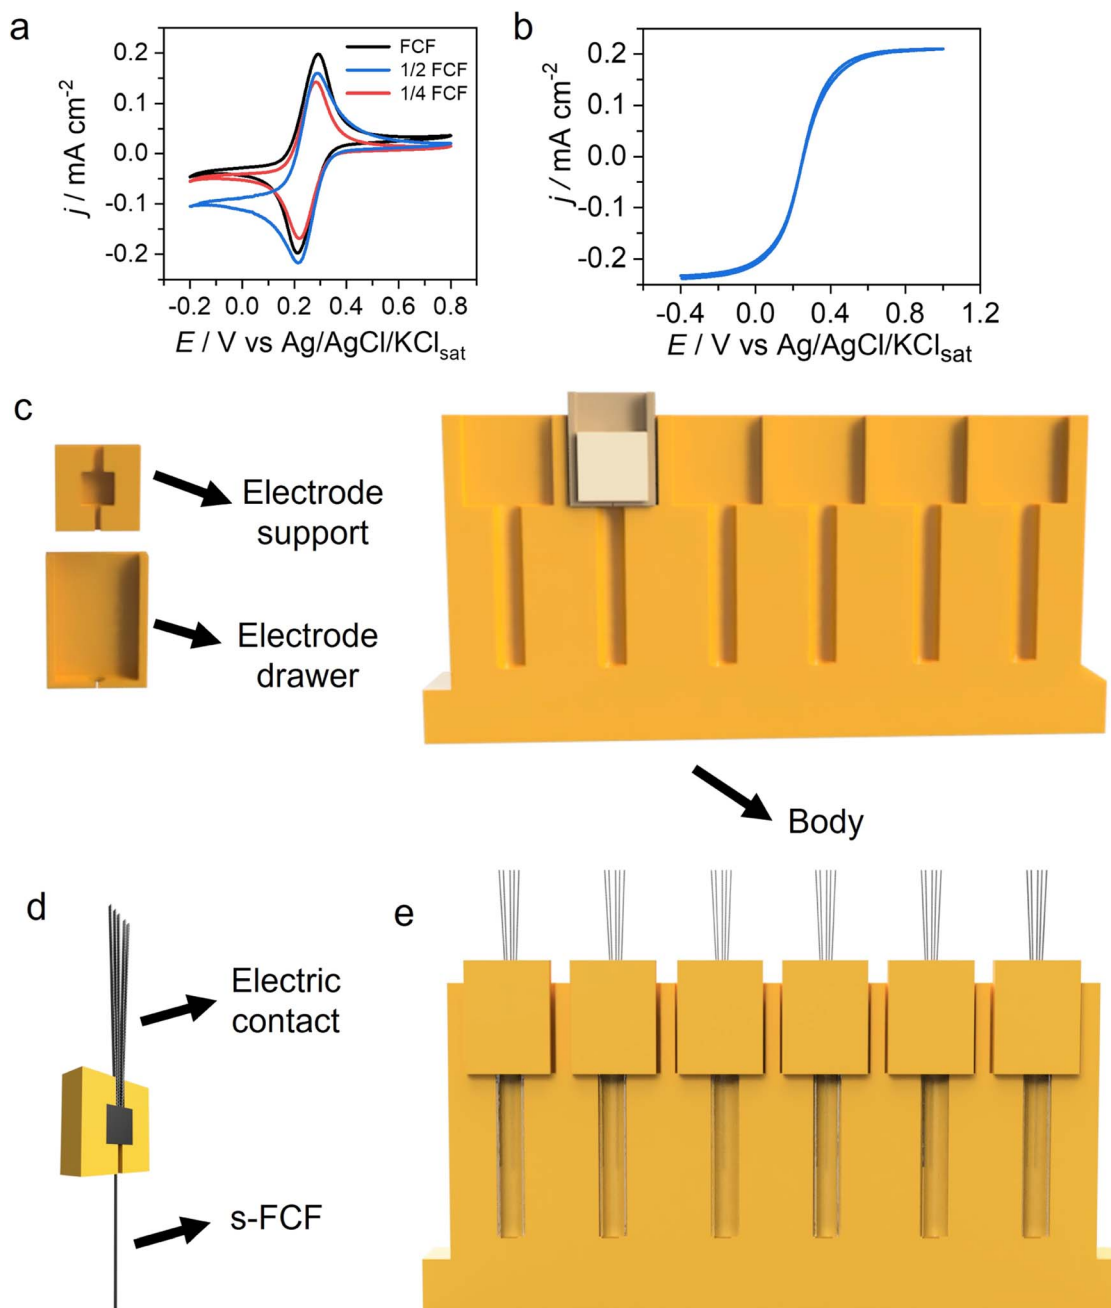 a
FCF
1/2 FCF
1/4 FCF
0.2
0.1
0.0
-0.1
-0.2
j / mA cm-2
-0.2 0.0 0.2 0.4 0.6 0.8
E / V vs Ag/AgCl/KClsat
b
0.2
0.1
0.0
-0.1
-0.2
j / mA cm-2
-0.4 0.0 0.4 0.8 1.2
E / V vs Ag/AgCl/KClsat
c
Electrode
support
Electrode
drawer
Body
d
Electric
contact
s-FCF
e